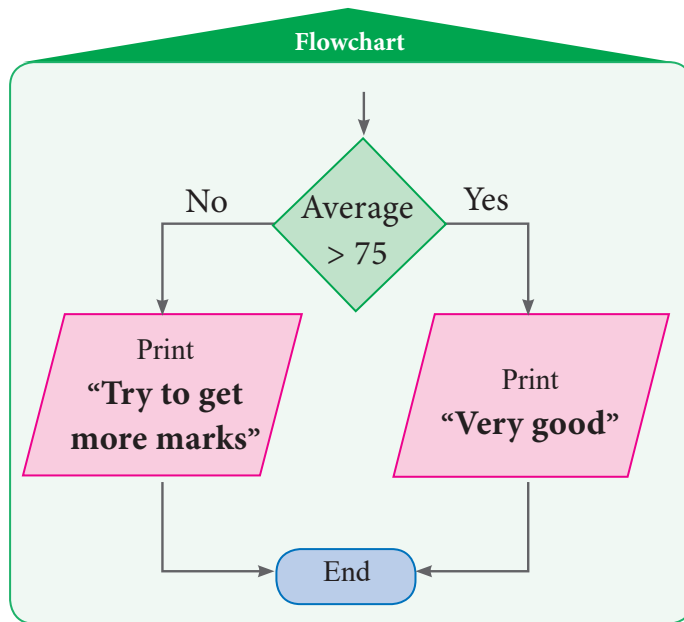 Flowchart
No
Yes
Average
> 75
Print
“Try to get
more marks”
Print
“Very good”
End